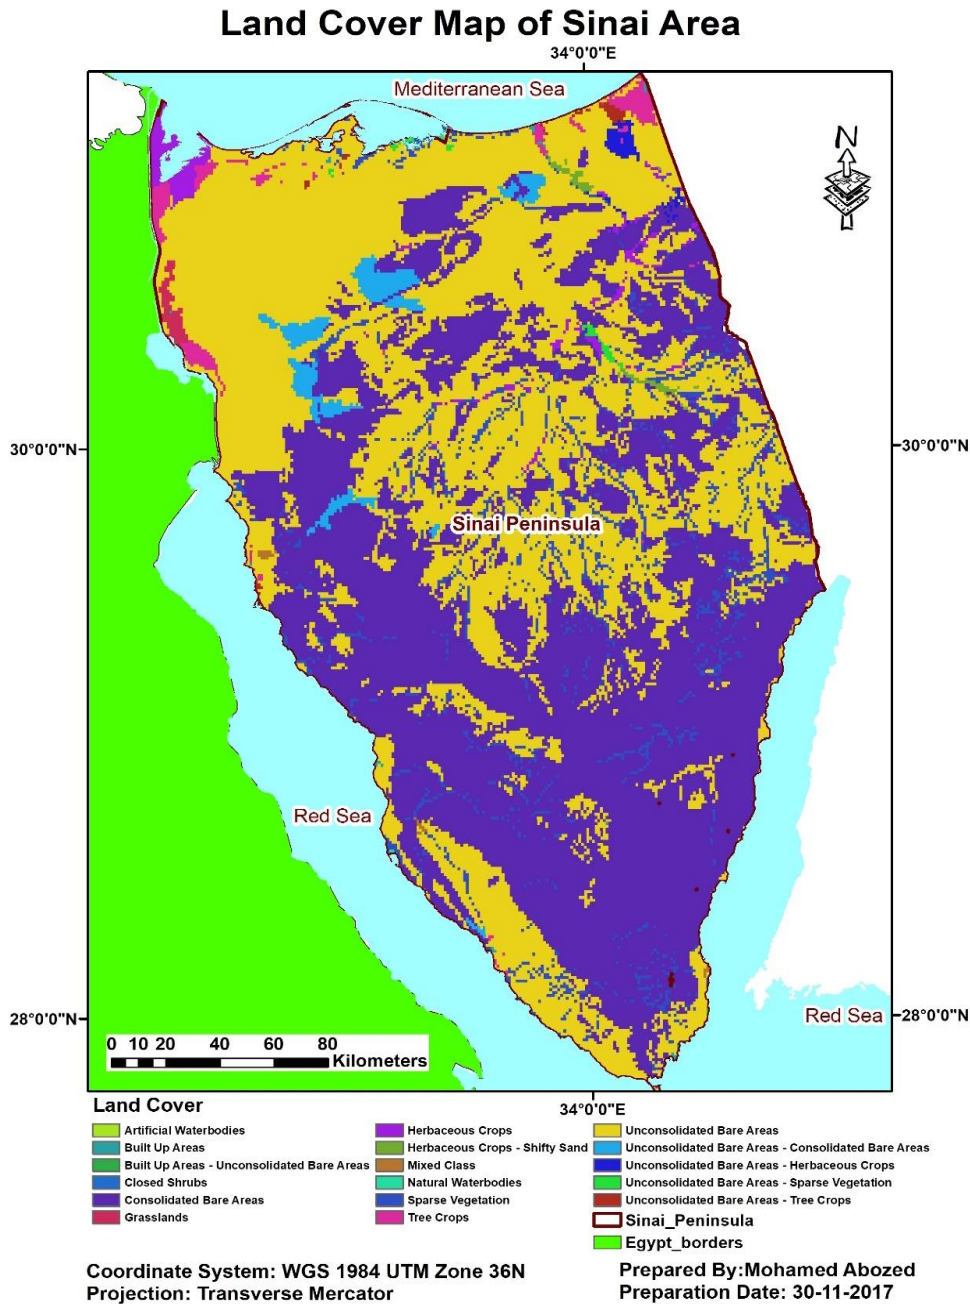 Land Cover Map of Sinai Area
34°0'0"E
Mediterranean Sea
N
30°0'0"N
30°0'0"N
Sinai Peninsula
Red Sea
28°0'0"N
Red Sea
28°0'0"N
0 10 20 40 60 80
Kilometers
34°0'0"E
Land Cover
Artificial Waterbodies
Built Up Areas
Built Up Areas - Unconsolidated Bare Areas
Closed Shrubs
Consolidated Bare Areas
Grasslands
Herbaceous Crops
Herbaceous Crops - Shifty Sand
Mixed Class
Natural Waterbodies
Sparse Vegetation
Tree Crops
Unconsolidated Bare Areas
Unconsolidated Bare Areas - Consolidated Bare Areas
Unconsolidated Bare Areas - Herbaceous Crops
Unconsolidated Bare Areas - Sparse Vegetation
Unconsolidated Bare Areas - Tree Crops
Sinai_Peninsula
Egypt_borders
Coordinate System: WGS 1984 UTM Zone 36N
Projection: Transverse Mercator
Prepared By:Mohamed Abozed
Preparation Date: 30-11-2017